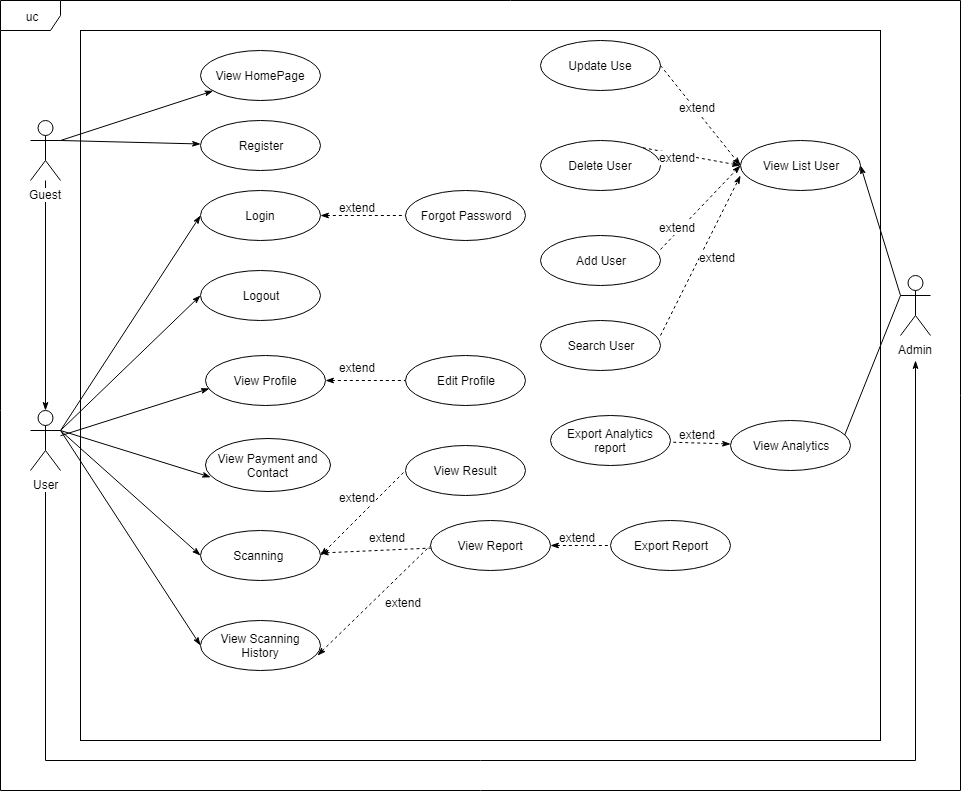 uc
View HomePage
Update Use
extend
Register
Delete User
extend
View List User
Guest
Login
extend
Forgot Password
extend
Add User
extend
Logout
Search User
Admin
View Profile
extend
Edit Profile
Export Analytics
report
extend
View Analytics
User
View Payment and
Contact
View Result
extend
Scanning
extend
View Report
extend
Export Report
extend
View Scanning
History